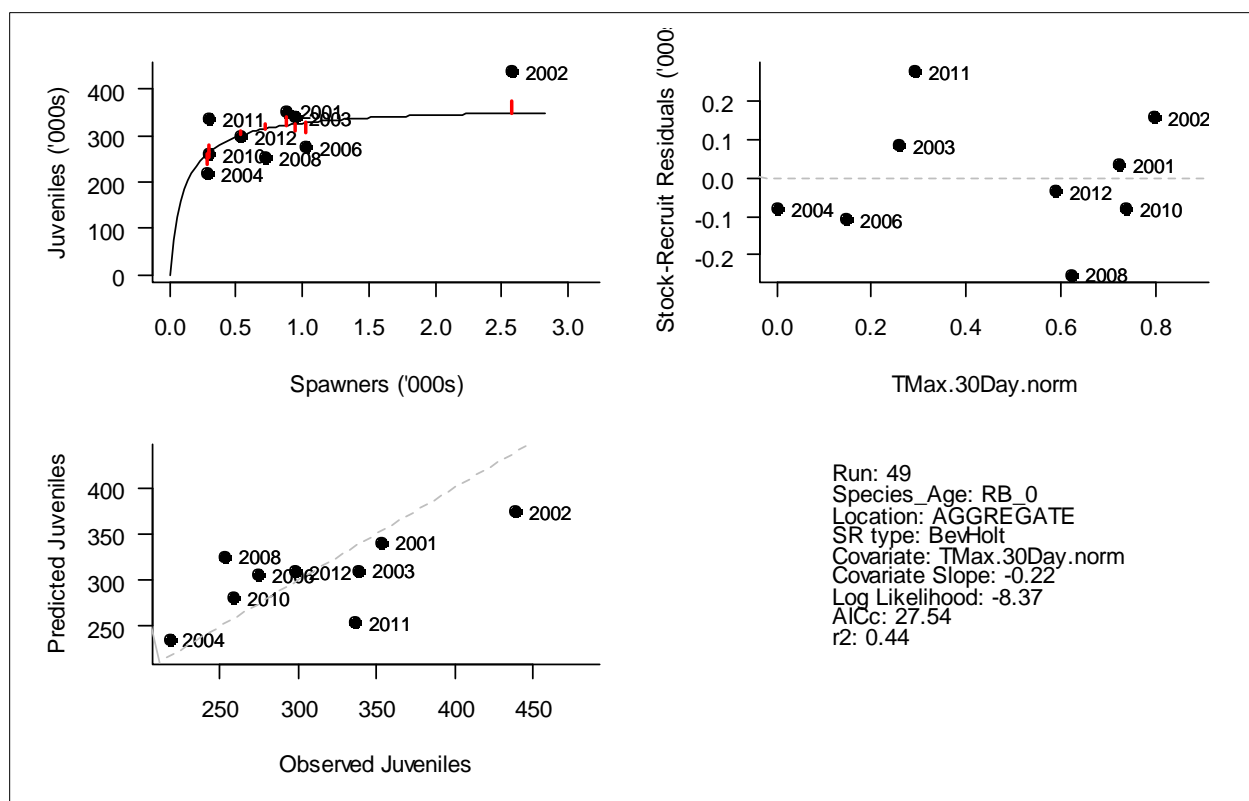 Juveniles ('000s)
400
300
200
100
0
2002
2011
2001
2003
2012
2010
2008
2006
2004
0.0 0.5 1.0 1.5 2.0 2.5 3.0
Spawners ('000s)
Stock-Recruit Residuals ('000s
0.2
0.1
0.0
-0.1
-0.2
2011
2002
2003
2001
2012
2004
2010
2006
2008
0.0 0.2 0.4 0.6 0.8
TMax.30Day.norm
Predicted Juveniles
400
350
300
250
2002
2001
2008
2006
2012
2003
2010
2011
2004
250 300 350 400 450
Observed Juveniles
Run: 49
Species_Age: RB_0
Location: AGGREGATE
SR type: BevHolt
Covariate: TMax.30Day.norm
Covariate Slope: -0.22
Log Likelihood: -8.37
AICc: 27.54
r2: 0.44